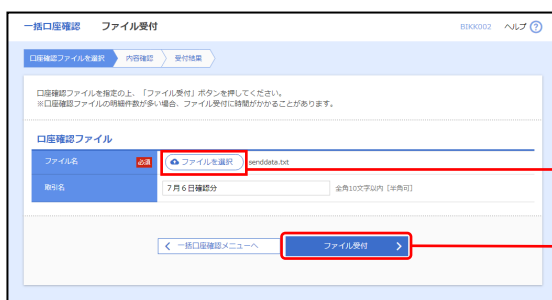 一括口座確認 ファイル受付 BIKK002 ヘルプ ?
口座確認ファイルを選択 内容確認 受付結果
口座確認ファイルを指定の上、「ファイル受付」ボタンを押してください。
※口座確認ファイルの明細件数が多い場合、ファイル受付に時間がかかることがあります。
口座確認ファイル
ファイル名 必須 ファイルを選択 senddata.txt
取引名 7月6日確認分 全角10文字以内 [半角可]
一括口座確認メニューへ ファイル受付